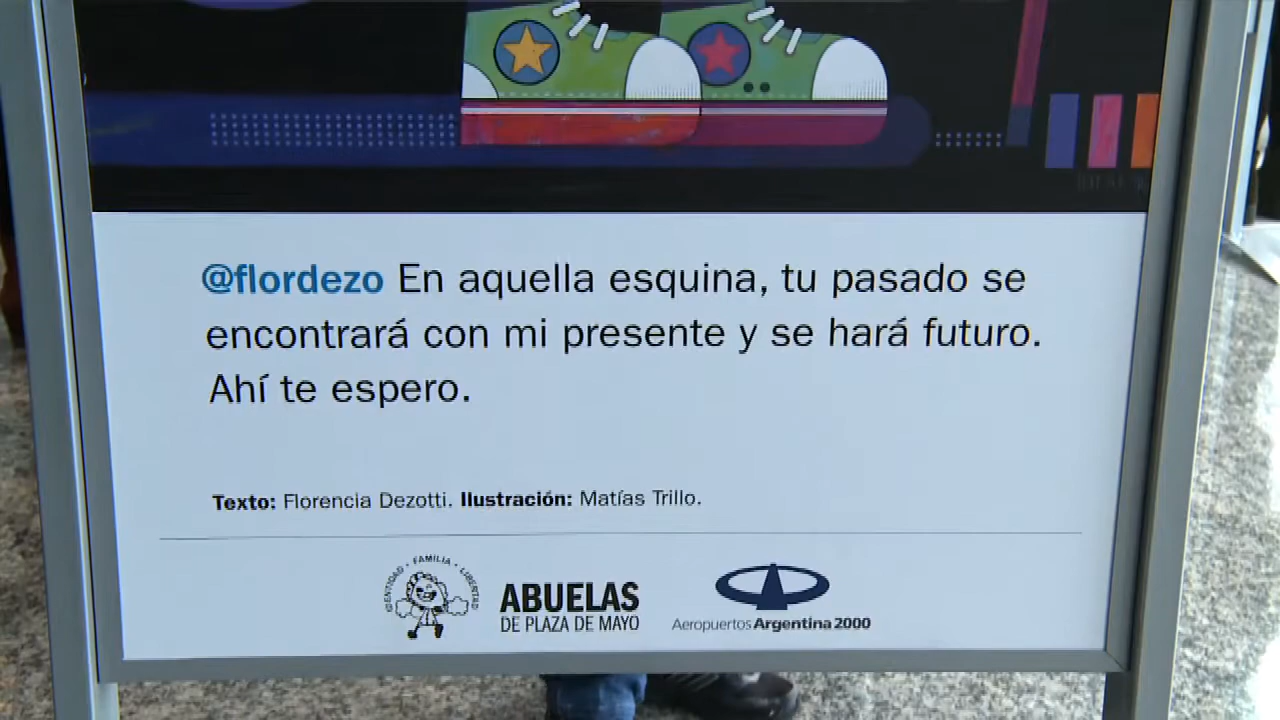 @flordezo En aquella esquina, tu pasado se
encontrará con mi presente y se hará futuro.
Ahí te espero.
Texto: Florencia Dezotti. Ilustración: Matías Trillo.
IDENTIDAD • FAMILIA • LIBERTAD
ABUELAS
DE PLAZA DE MAYO
Aeropuertos Argentina 2000